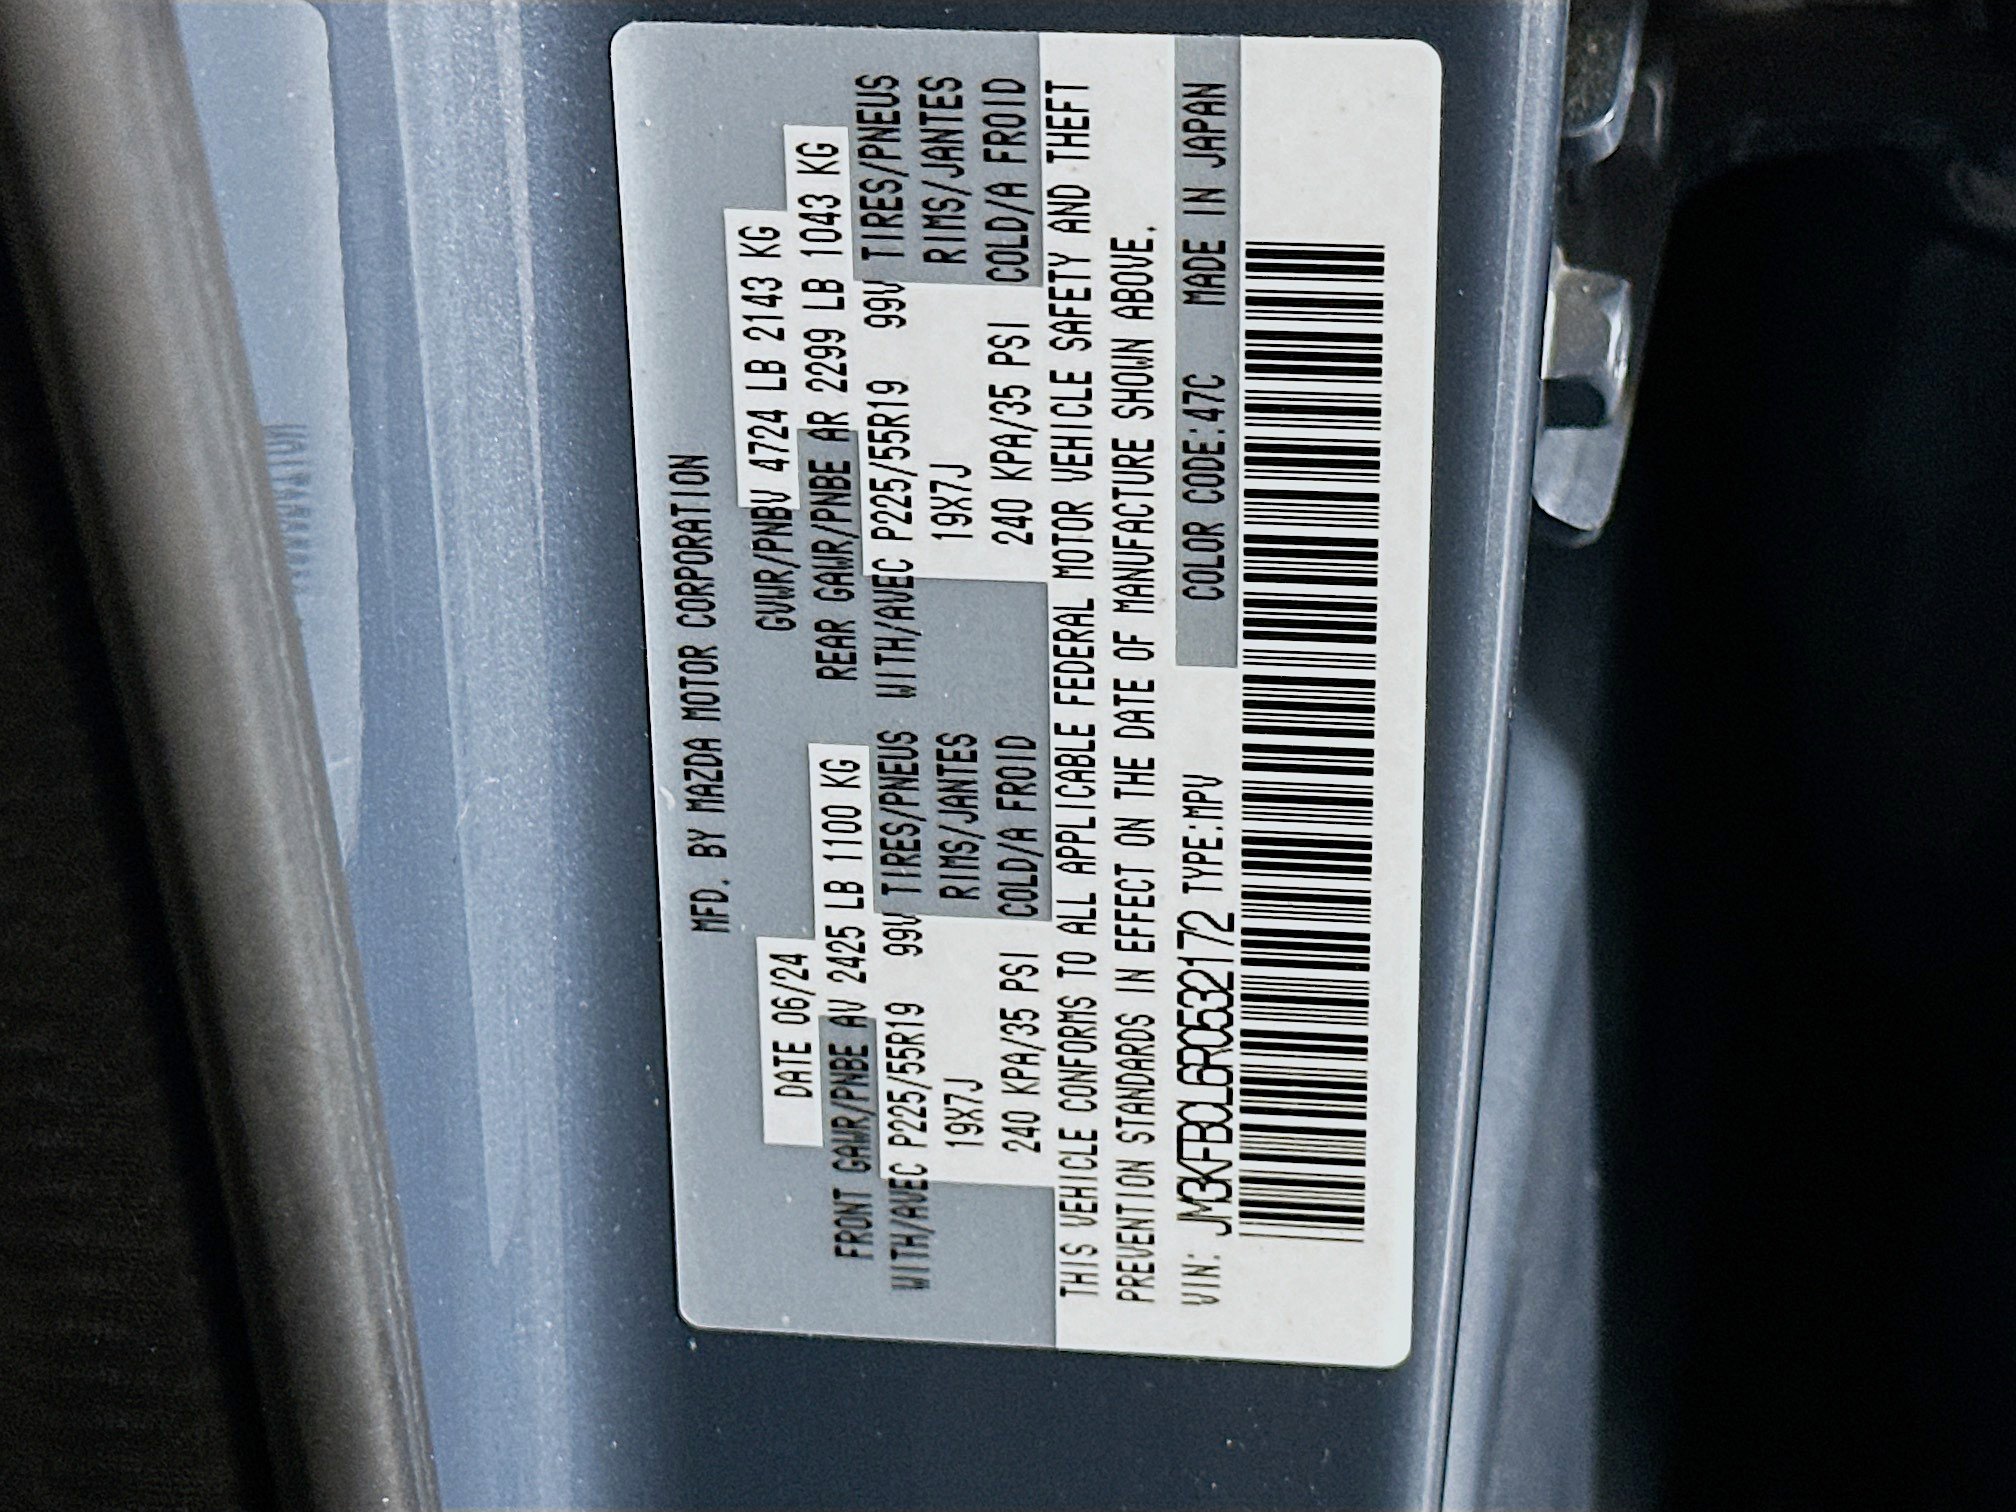 MFD. BY MAZDA MOTOR CORPORATION
DATE 06/24 GVWR/PNBV 4724 LB 2143 KG
FRONT GAWR/PNBE AV 2425 LB 1100 KG REAR GAWR/PNBE AR 2299 LB 1043 KG
WITH/AVEC P225/55R19 99V TIRES/PNEUS WITH/AVEC P225/55R19 99V TIRES/PNEUS
19X7J RIMS/JANTES 19X7J RIMS/JANTES
240 KPA/35 PSI COLD/A FROID 240 KPA/35 PSI COLD/A FROID
THIS VEHICLE CONFORMS TO ALL APPLICABLE FEDERAL MOTOR VEHICLE SAFETY AND THEFT
PREVENTION STANDARDS IN EFFECT ON THE DATE OF MANUFACTURE SHOWN ABOVE.
VIN: JM3KFBCL6R0532172 TYPE:MPV COLOR CODE:47C MADE IN JAPAN